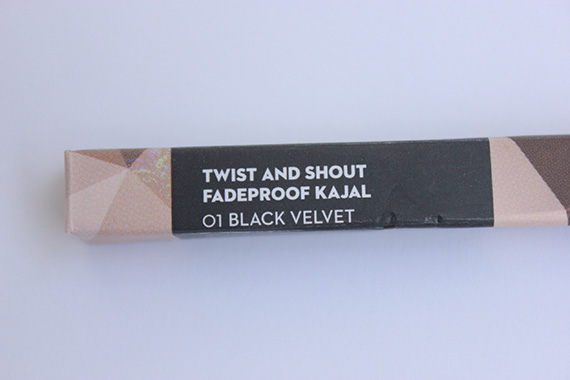 TWIST AND SHOUT
FADEPROOF KAJAL
01 BLACK VELVET